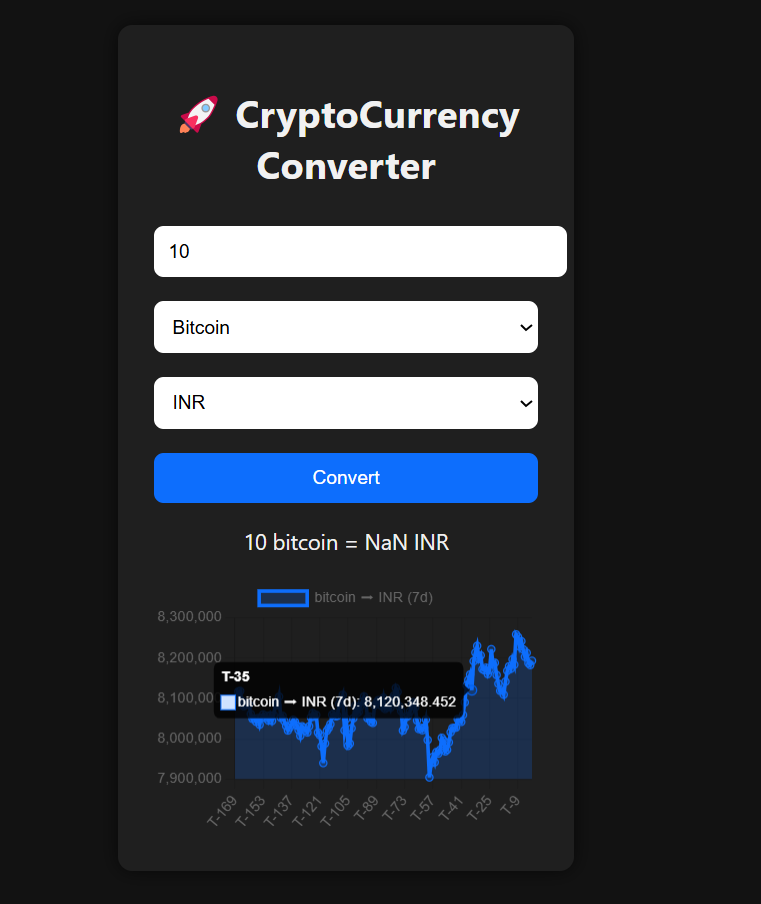 🚀 CryptoCurrency
Converter
10
Bitcoin
INR
Convert
10 bitcoin = NaN INR
bitcoin ➞ INR (7d)
8,300,000
8,200,000
T-35
bitcoin ➞ INR (7d): 8,120,348.452
8,100,
8,000,000
7,900,000
T-169 T-153 T-137 T-121 T-105 T-89 T-73 T-57 T-41 T-25 T-9